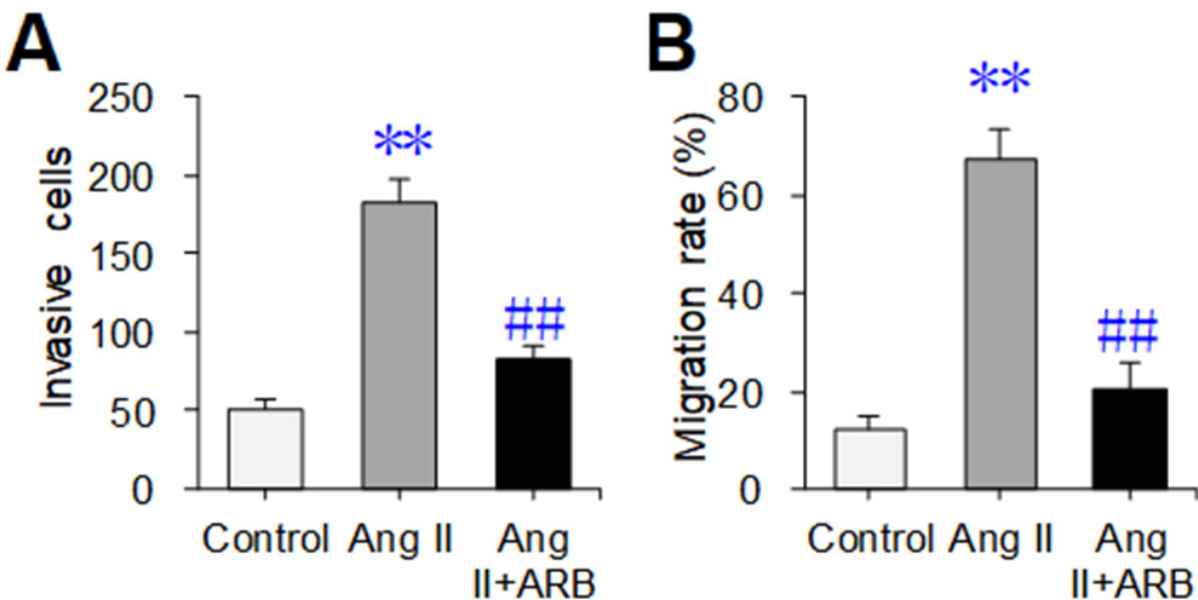 A
Invasive cells
250
200
150
100
50
0
**
##
Control
Ang II
Ang
II+ARB
B
Migration rate (%)
80
60
40
20
0
**
##
Control
Ang II
Ang
II+ARB